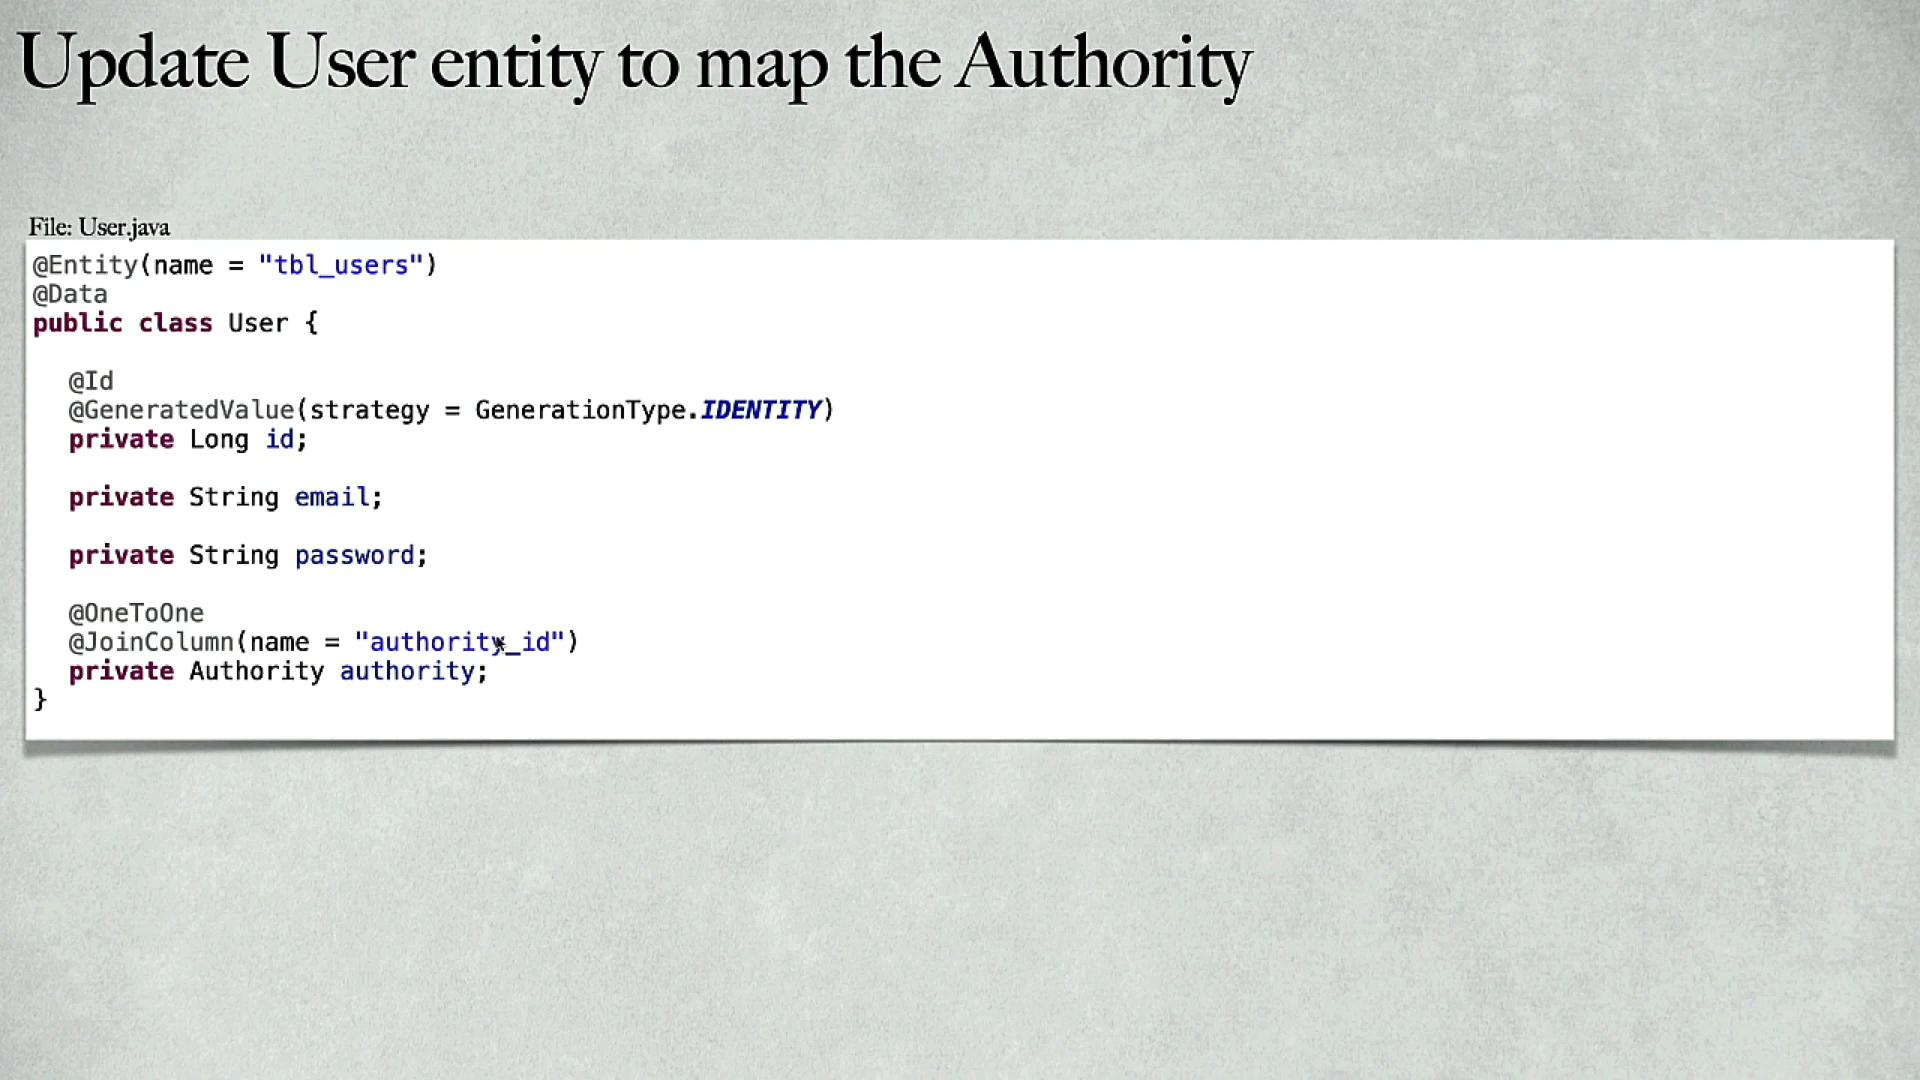 Update User entity to map the Authority
File: User.java
@Entity(name = "tbl_users")
@Data
public class User {
@Id
@GeneratedValue(strategy = GenerationType.IDENTITY)
private Long id;
private String email;
private String password;
@OneToOne
@JoinColumn(name = "authority_id")
private Authority authority;
}